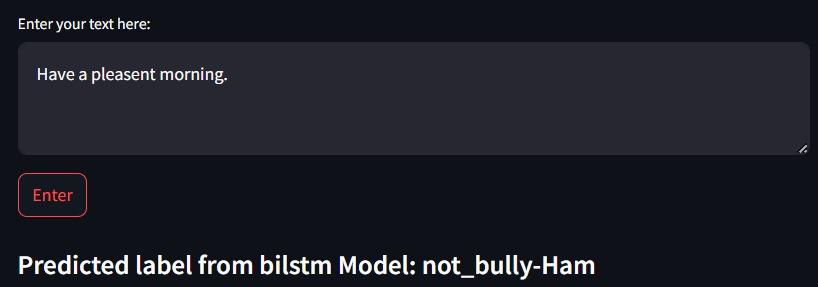 Enter your text here:
Have a pleasent morning.
Enter
Predicted label from bilstm Model: not_bully-Ham